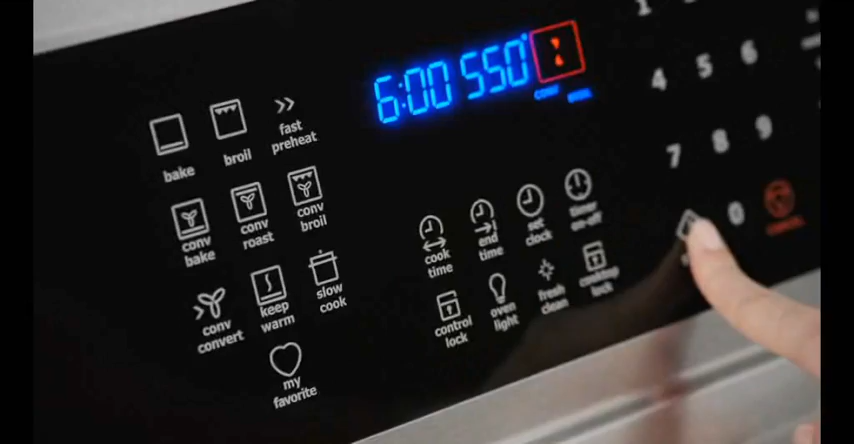 6:00 550°
bake
broil
fast
preheat
conv
bake
conv
roast
conv
broil
conv
convert
keep
warm
slow
cook
my
favorite
cook
time
end
time
set
clock
timer
on-off
control
lock
oven
light
fresh
clean
cooktop
lock
1
4 5 6
7 8 9
0